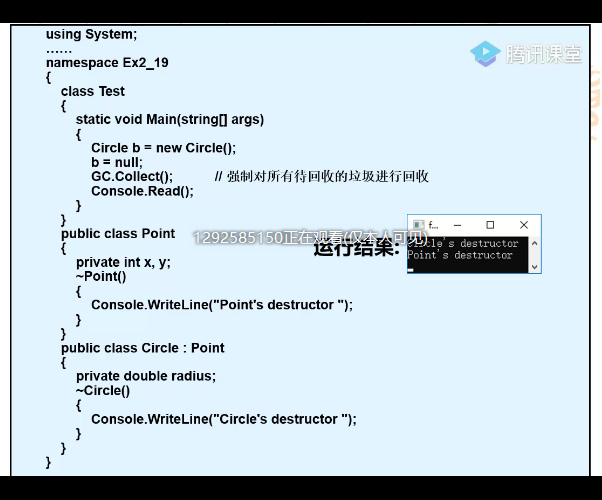 using System;
……
namespace Ex2_19
{
class Test
{
static void Main(string[] args)
{
Circle b = new Circle();
b = null;
GC.Collect(); // 强制对所有待回收的垃圾进行回收
Console.Read();
}
}
public class Point
{
private int x, y;
~Point()
{
Console.WriteLine("Point's destructor ");
}
}
public class Circle : Point
{
private double radius;
~Circle()
{
Console.WriteLine("Circle's destructor ");
}
}
}
腾讯课堂
1292585150正在观看(仅本人可见)
运行结果:
f...
Circle's destructor
Point's destructor